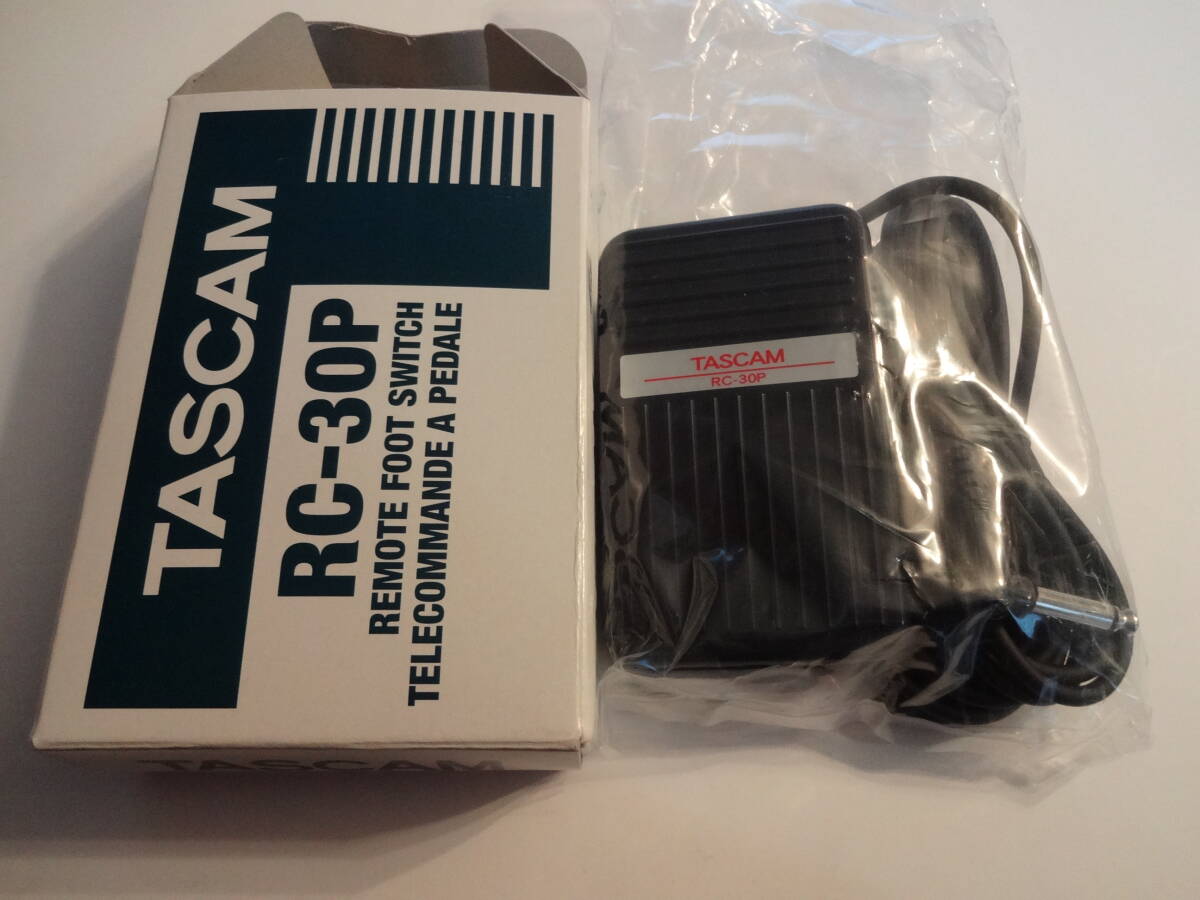 TASCAM
RC-30P
REMOTE FOOT SWITCH
TELECOMMANDE A PEDALE
TASCAM
TASCAM
RC-30P